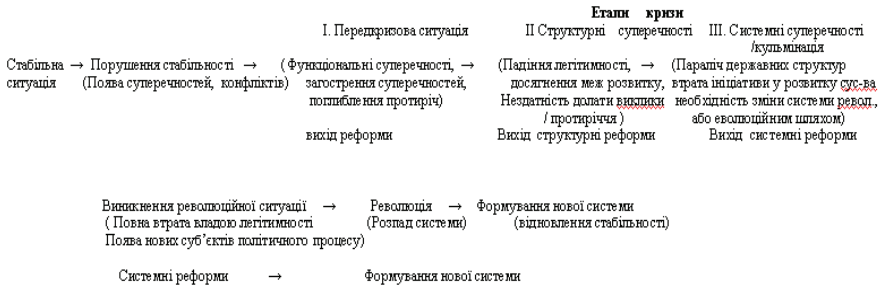 Етапи кризи
І. Передкризова ситуація ІІ Структурні суперечності ІІІ. Системні суперечності
/кульмінація
Стабільна → Порушення стабільності → ( Функціональні суперечності, → (Падіння легітимності, → (Параліч державних структур
ситуація (Поява суперечностей, конфліктів) загострення суперечностей, досягнення меж розвитку, втрата ініціативи у розвитку сус-ва
поглиблення протиріч) Нездатність долати виклики необхідність зміни системи револ.,
/ протиріччя ) або еволюційним шляхом)
вихід реформи Вихід структурні реформи Вихід системні реформи
Виникнення революційної ситуації → Революція → Формування нової системи
( Повна втрата владою легітимності (Розпад системи) (відновлення стабільності)
Поява нових суб’єктів політичного процесу)
Системні реформи → Формування нової системи